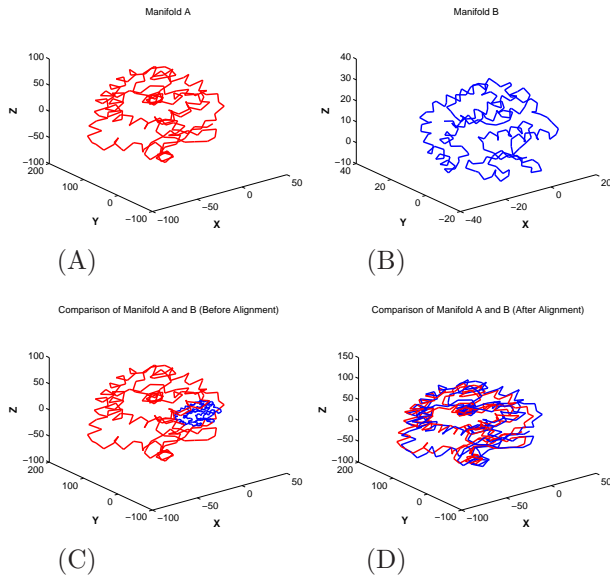 Manifold A
Manifold B
100
50
0
−50
−100
Z
200
100
0
−100
Y
−100
−50
0
50
X
40
30
20
10
0
−10
Z
40
20
0
−20
Y
−40
−20
0
20
X
(A)
(B)
Comparison of Manifold A and B (Before Alignment)
Comparison of Manifold A and B (After Alignment)
100
50
0
−50
−100
Z
200
100
0
−100
Y
−100
−50
0
50
X
150
100
50
0
−50
−100
Z
200
100
0
−100
Y
−100
−50
0
50
X
(C)
(D)